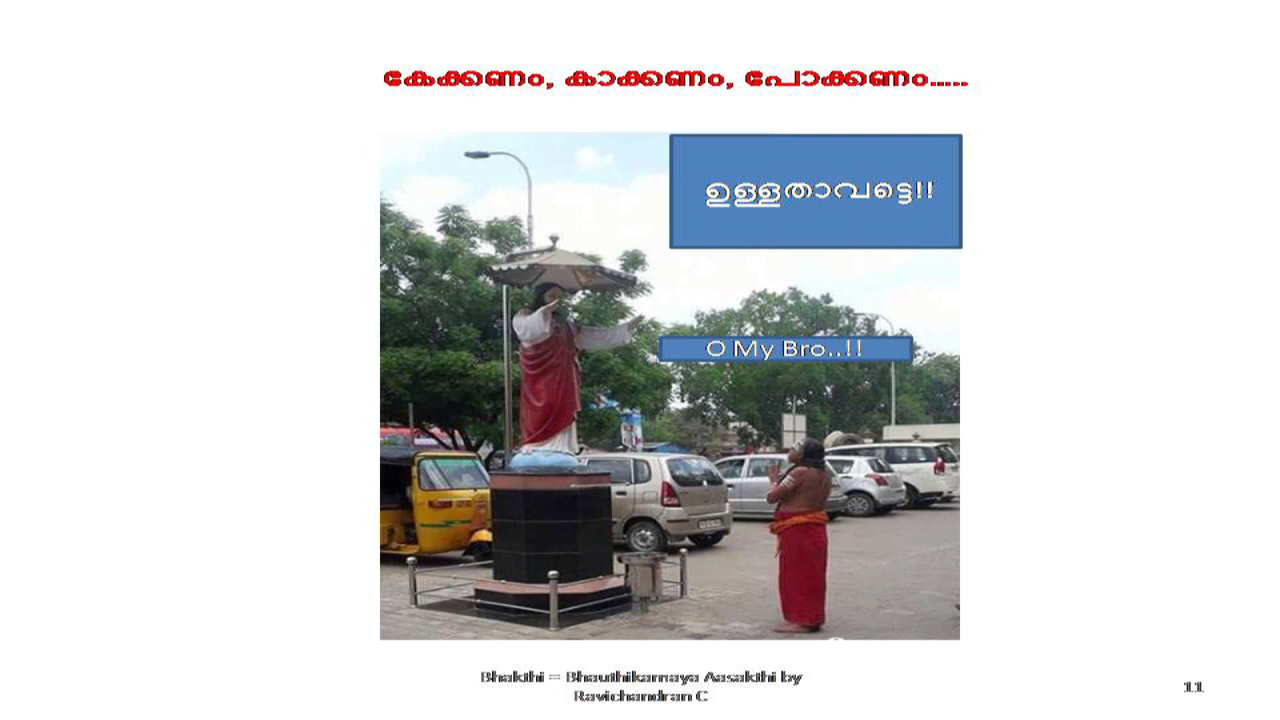 കേക്കണം, കാക്കണം, പോക്കണം.....
ഉള്ളതാവട്ടെ!!
O My Bro..!!
Bhakthi = Bhauthikamaya Aasakthi by
Ravichandran C
11